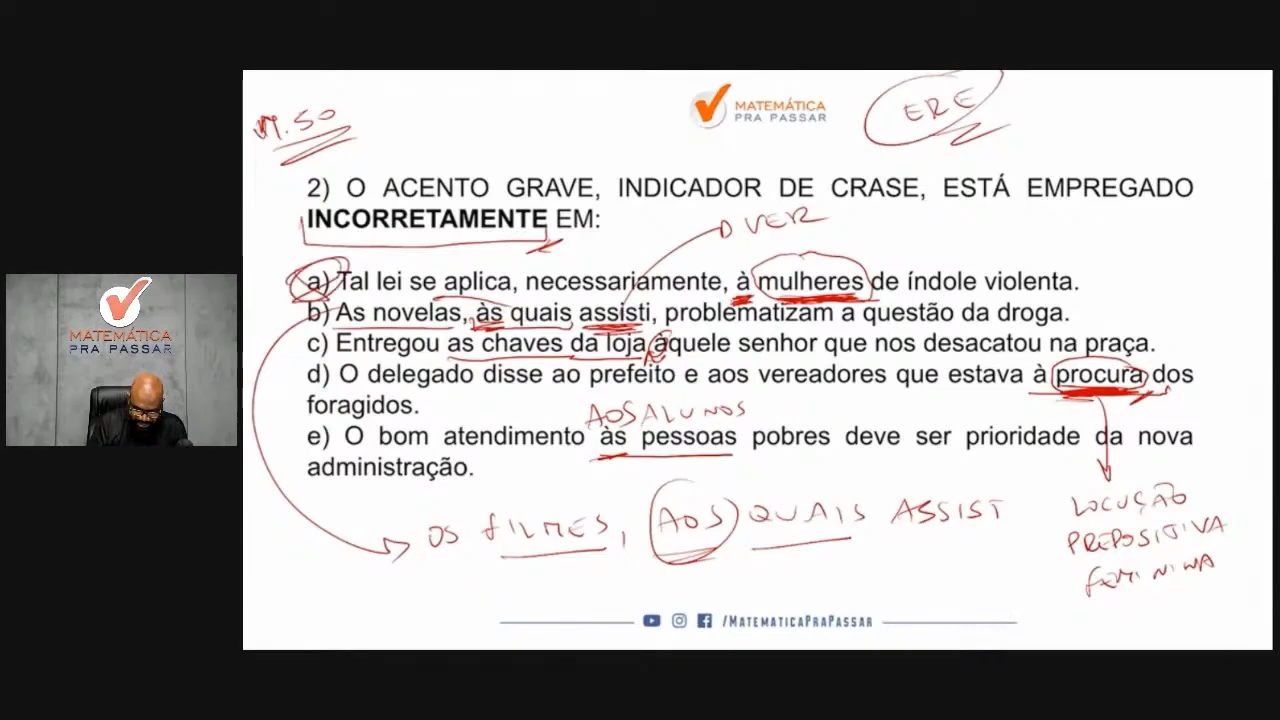 M.50
MATEMÁTICA
PRA PASSAR
ERE
2) O ACENTO GRAVE, INDICADOR DE CRASE, ESTÁ EMPREGADO
INCORRETAMENTE EM:
VER
a) Tal lei se aplica, necessariamente, à mulheres de índole violenta.
b) As novelas, às quais assisti, problematizam a questão da droga.
c) Entregou as chaves da loja àquele senhor que nos desacatou na praça.
d) O delegado disse ao prefeito e aos vereadores que estava à procura dos
foragidos.
AOS ALUNOS
e) O bom atendimento às pessoas pobres deve ser prioridade da nova
administração.
OS FILMES, AOS QUAIS ASSIST
LOCUÇÃO
PREPOSITIVA
FEMININA
/MATEMATICAPRAPASSAR
MATEMÁTICA
PRA PASSAR